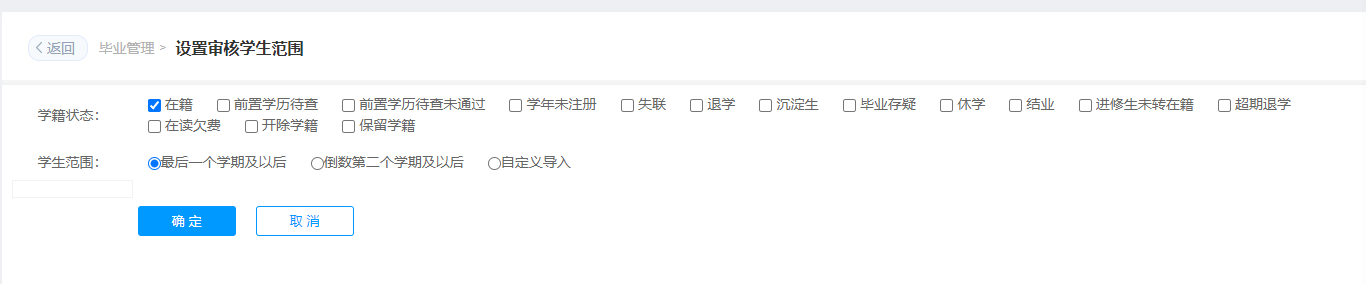 返回 毕业管理 > 设置审核学生范围
学籍状态： 在籍 前置学历待查 前置学历待查未通过 学年未注册 失联 退学 沉淀生 毕业存疑 休学 结业 进修生未转在籍 超期退学
在读欠费 开除学籍 保留学籍
学生范围： 最后一个学期及以后 倒数第二个学期及以后 自定义导入
确 定 取 消